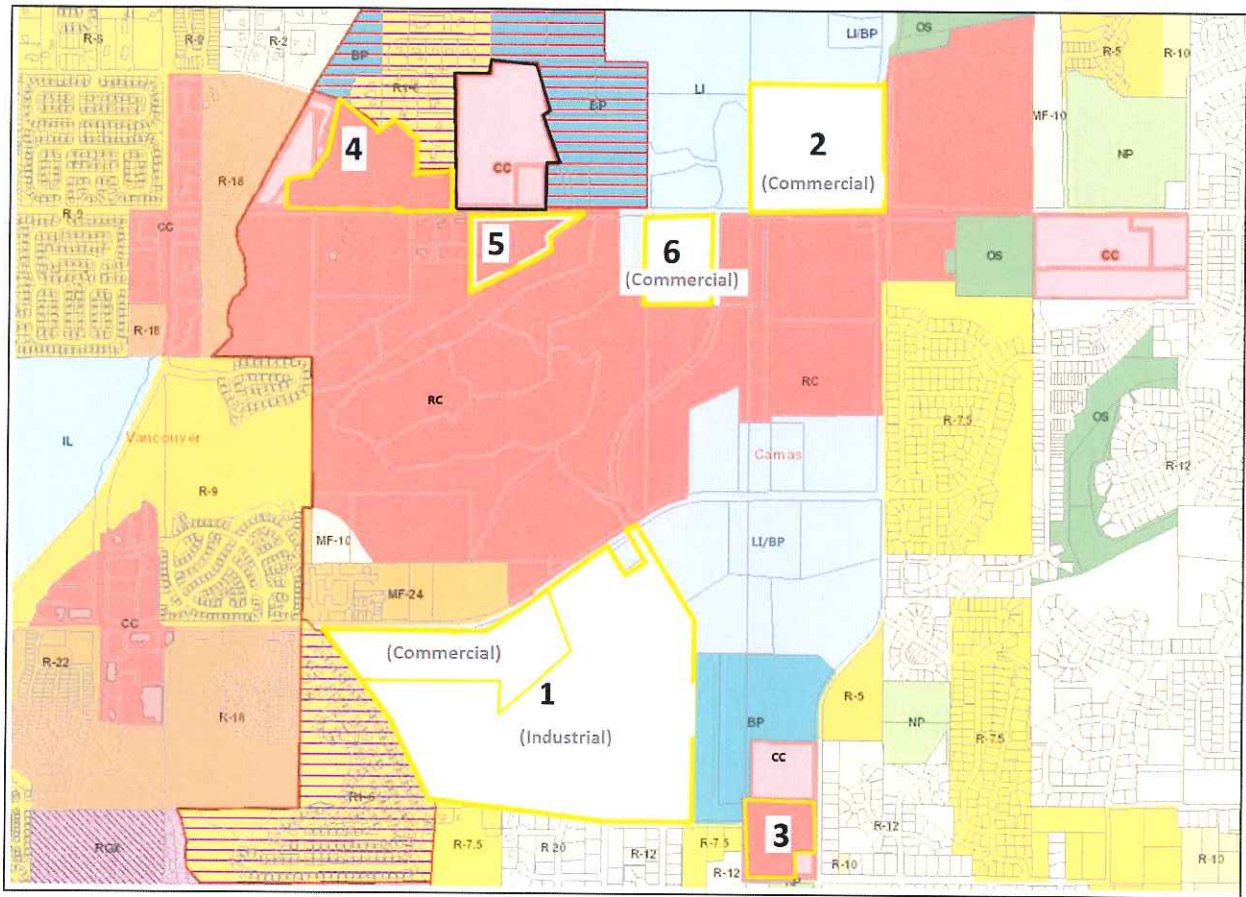 R-6
R-9
R-2
BP
R1-6
BP
LI
LI/BP
OS
R-5
R-10
MF-10
NP
4
CC
2
(Commercial)
R-18
R-9
CC
5
6
(Commercial)
OS
CC
R-18
RC
RC
OS
R-12
R-7.5
IL
Vancouver
Camas
R-9
MF-10
LI/BP
MF-24
CC
(Commercial)
R-22
1
R-5
NP
R-18
(Industrial)
BP
R-7.5
CC
R1-6
3
R-12
RGX
R-7.5
R-20
R-12
R-7.5
R-12
R-10
R-10